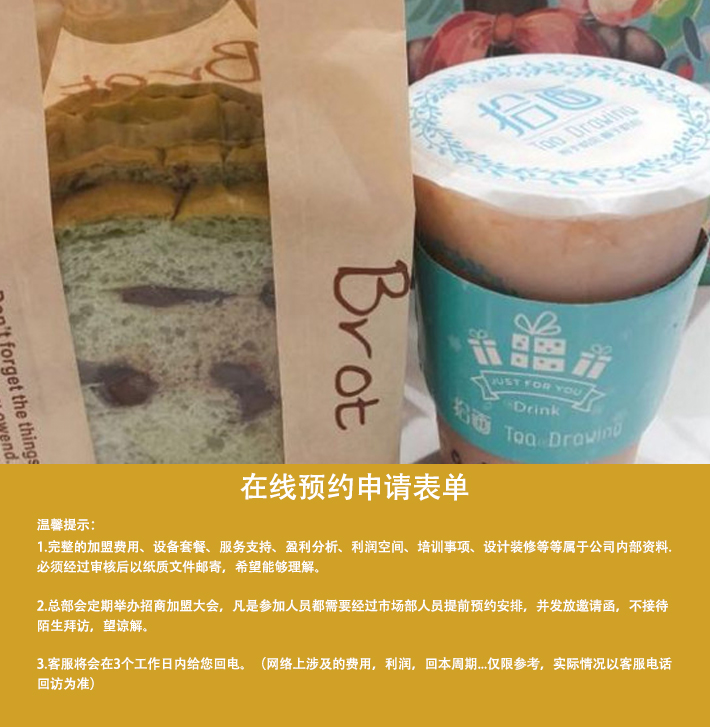 Brot
拾画
Tea Drawing
Brot
Don't forget the things
owend.
JUST FOR YOU
Drink
拾画 Tea Drawing
在线预约申请表单
温馨提示：
1.完整的加盟费用、设备套餐、服务支持、盈利分析、利润空间、培训事项、设计装修等等属于公司内部资料.
必须经过审核后以纸质文件邮寄，希望能够理解。
2.总部会定期举办招商加盟大会，凡是参加人员都需要经过市场部人员提前预约安排，并发放邀请函，不接待
陌生拜访，望谅解。
3.客服将会在3个工作日内给您回电。（网络上涉及的费用，利润，回本周期...仅限参考，实际情况以客服电话
回访为准）